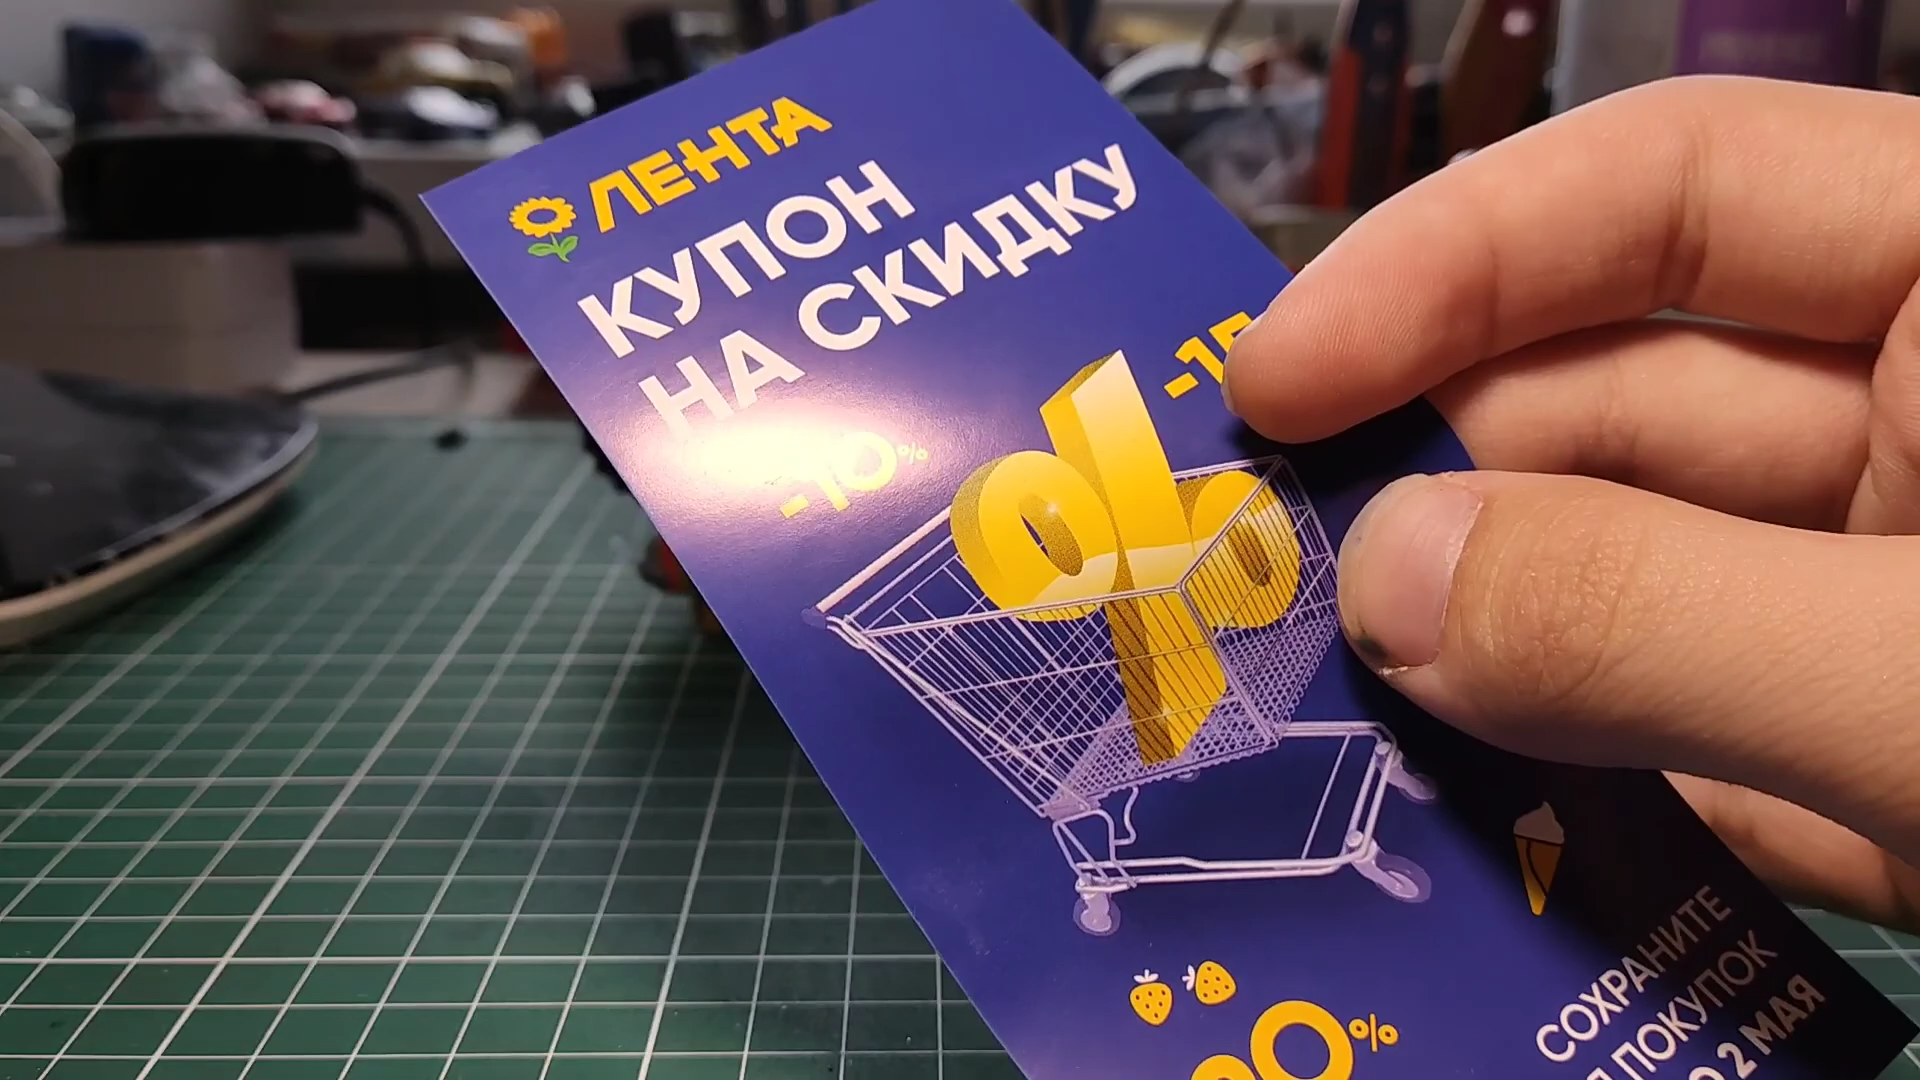 ЛЕНТА
КУПОН
НА СКИДКУ
-10%
%
%
СОХРАНИТЕ
ПОКУПОК
2 МАЯ